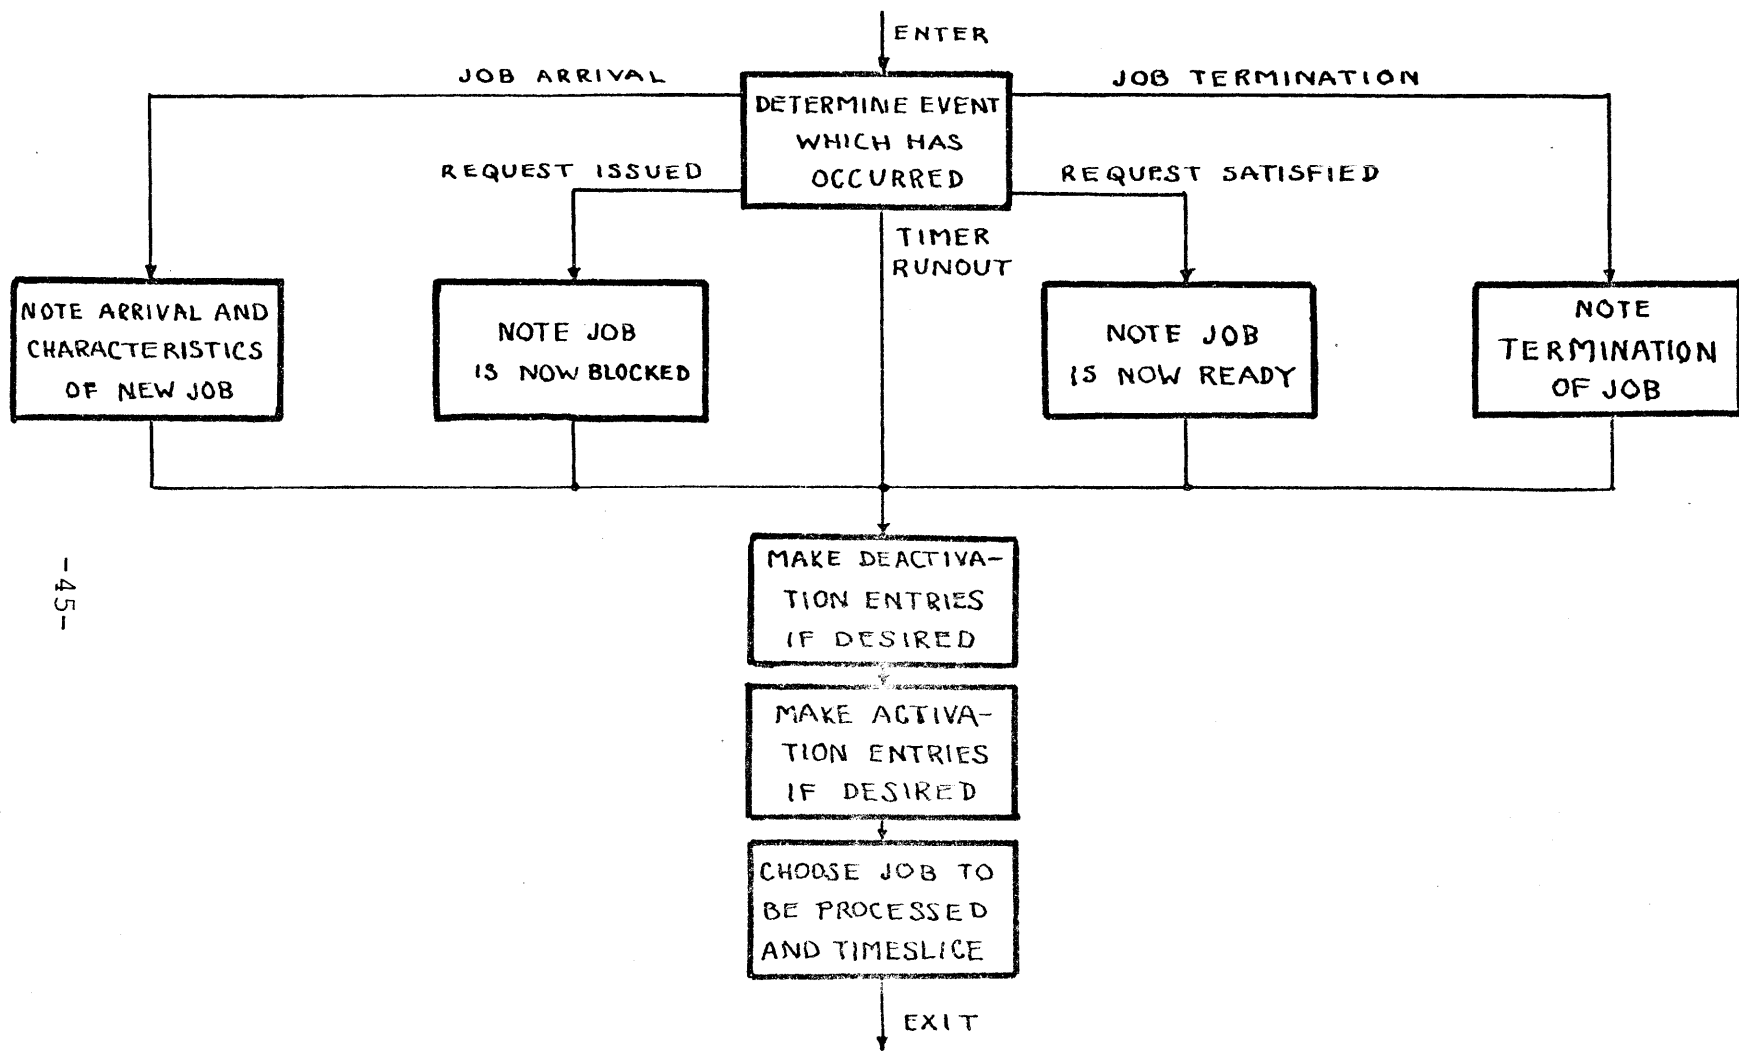 ENTER
JOB ARRIVAL
JOB TERMINATION
DETERMINE EVENT
WHICH HAS
OCCURRED
REQUEST ISSUED
REQUEST SATISFIED
TIMER
RUNOUT
NOTE ARRIVAL AND
CHARACTERISTICS
OF NEW JOB
NOTE JOB
IS NOW BLOCKED
NOTE JOB
IS NOW READY
NOTE
TERMINATION
OF JOB
MAKE DEACTIVA-
TION ENTRIES
IF DESIRED
MAKE ACTIVA-
TION ENTRIES
IF DESIRED
CHOOSE JOB TO
BE PROCESSED
AND TIMESLICE
EXIT
-45-